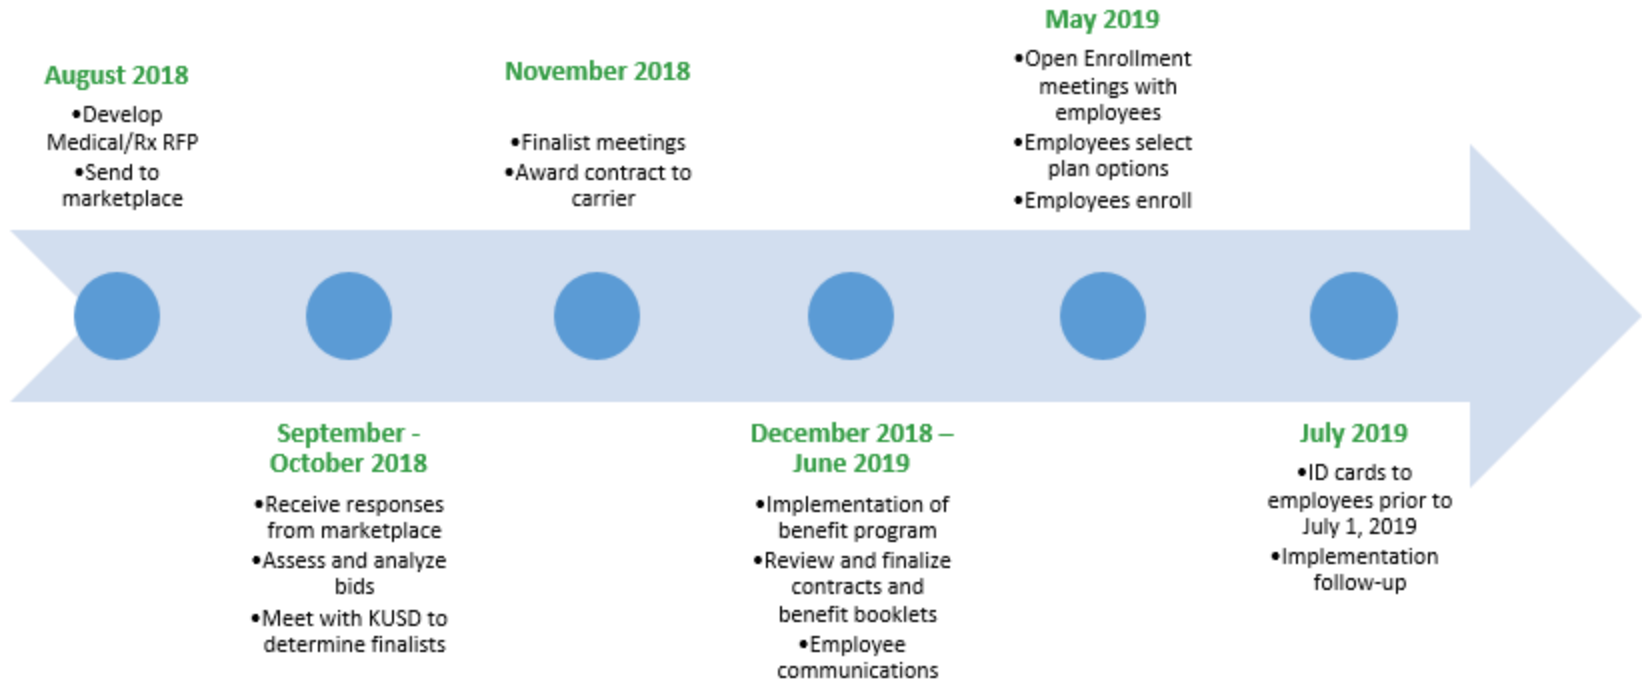 August 2018
•Develop
Medical/Rx RFP
•Send to
marketplace
September -
October 2018
•Receive responses
from marketplace
•Assess and analyze
bids
•Meet with KUSD to
determine finalists
November 2018
•Finalist meetings
•Award contract to
carrier
December 2018 –
June 2019
•Implementation of
benefit program
•Review and finalize
contracts and
benefit booklets
•Employee
communications
May 2019
•Open Enrollment
meetings with
employees
•Employees select
plan options
•Employees enroll
July 2019
•ID cards to
employees prior to
July 1, 2019
•Implementation
follow-up